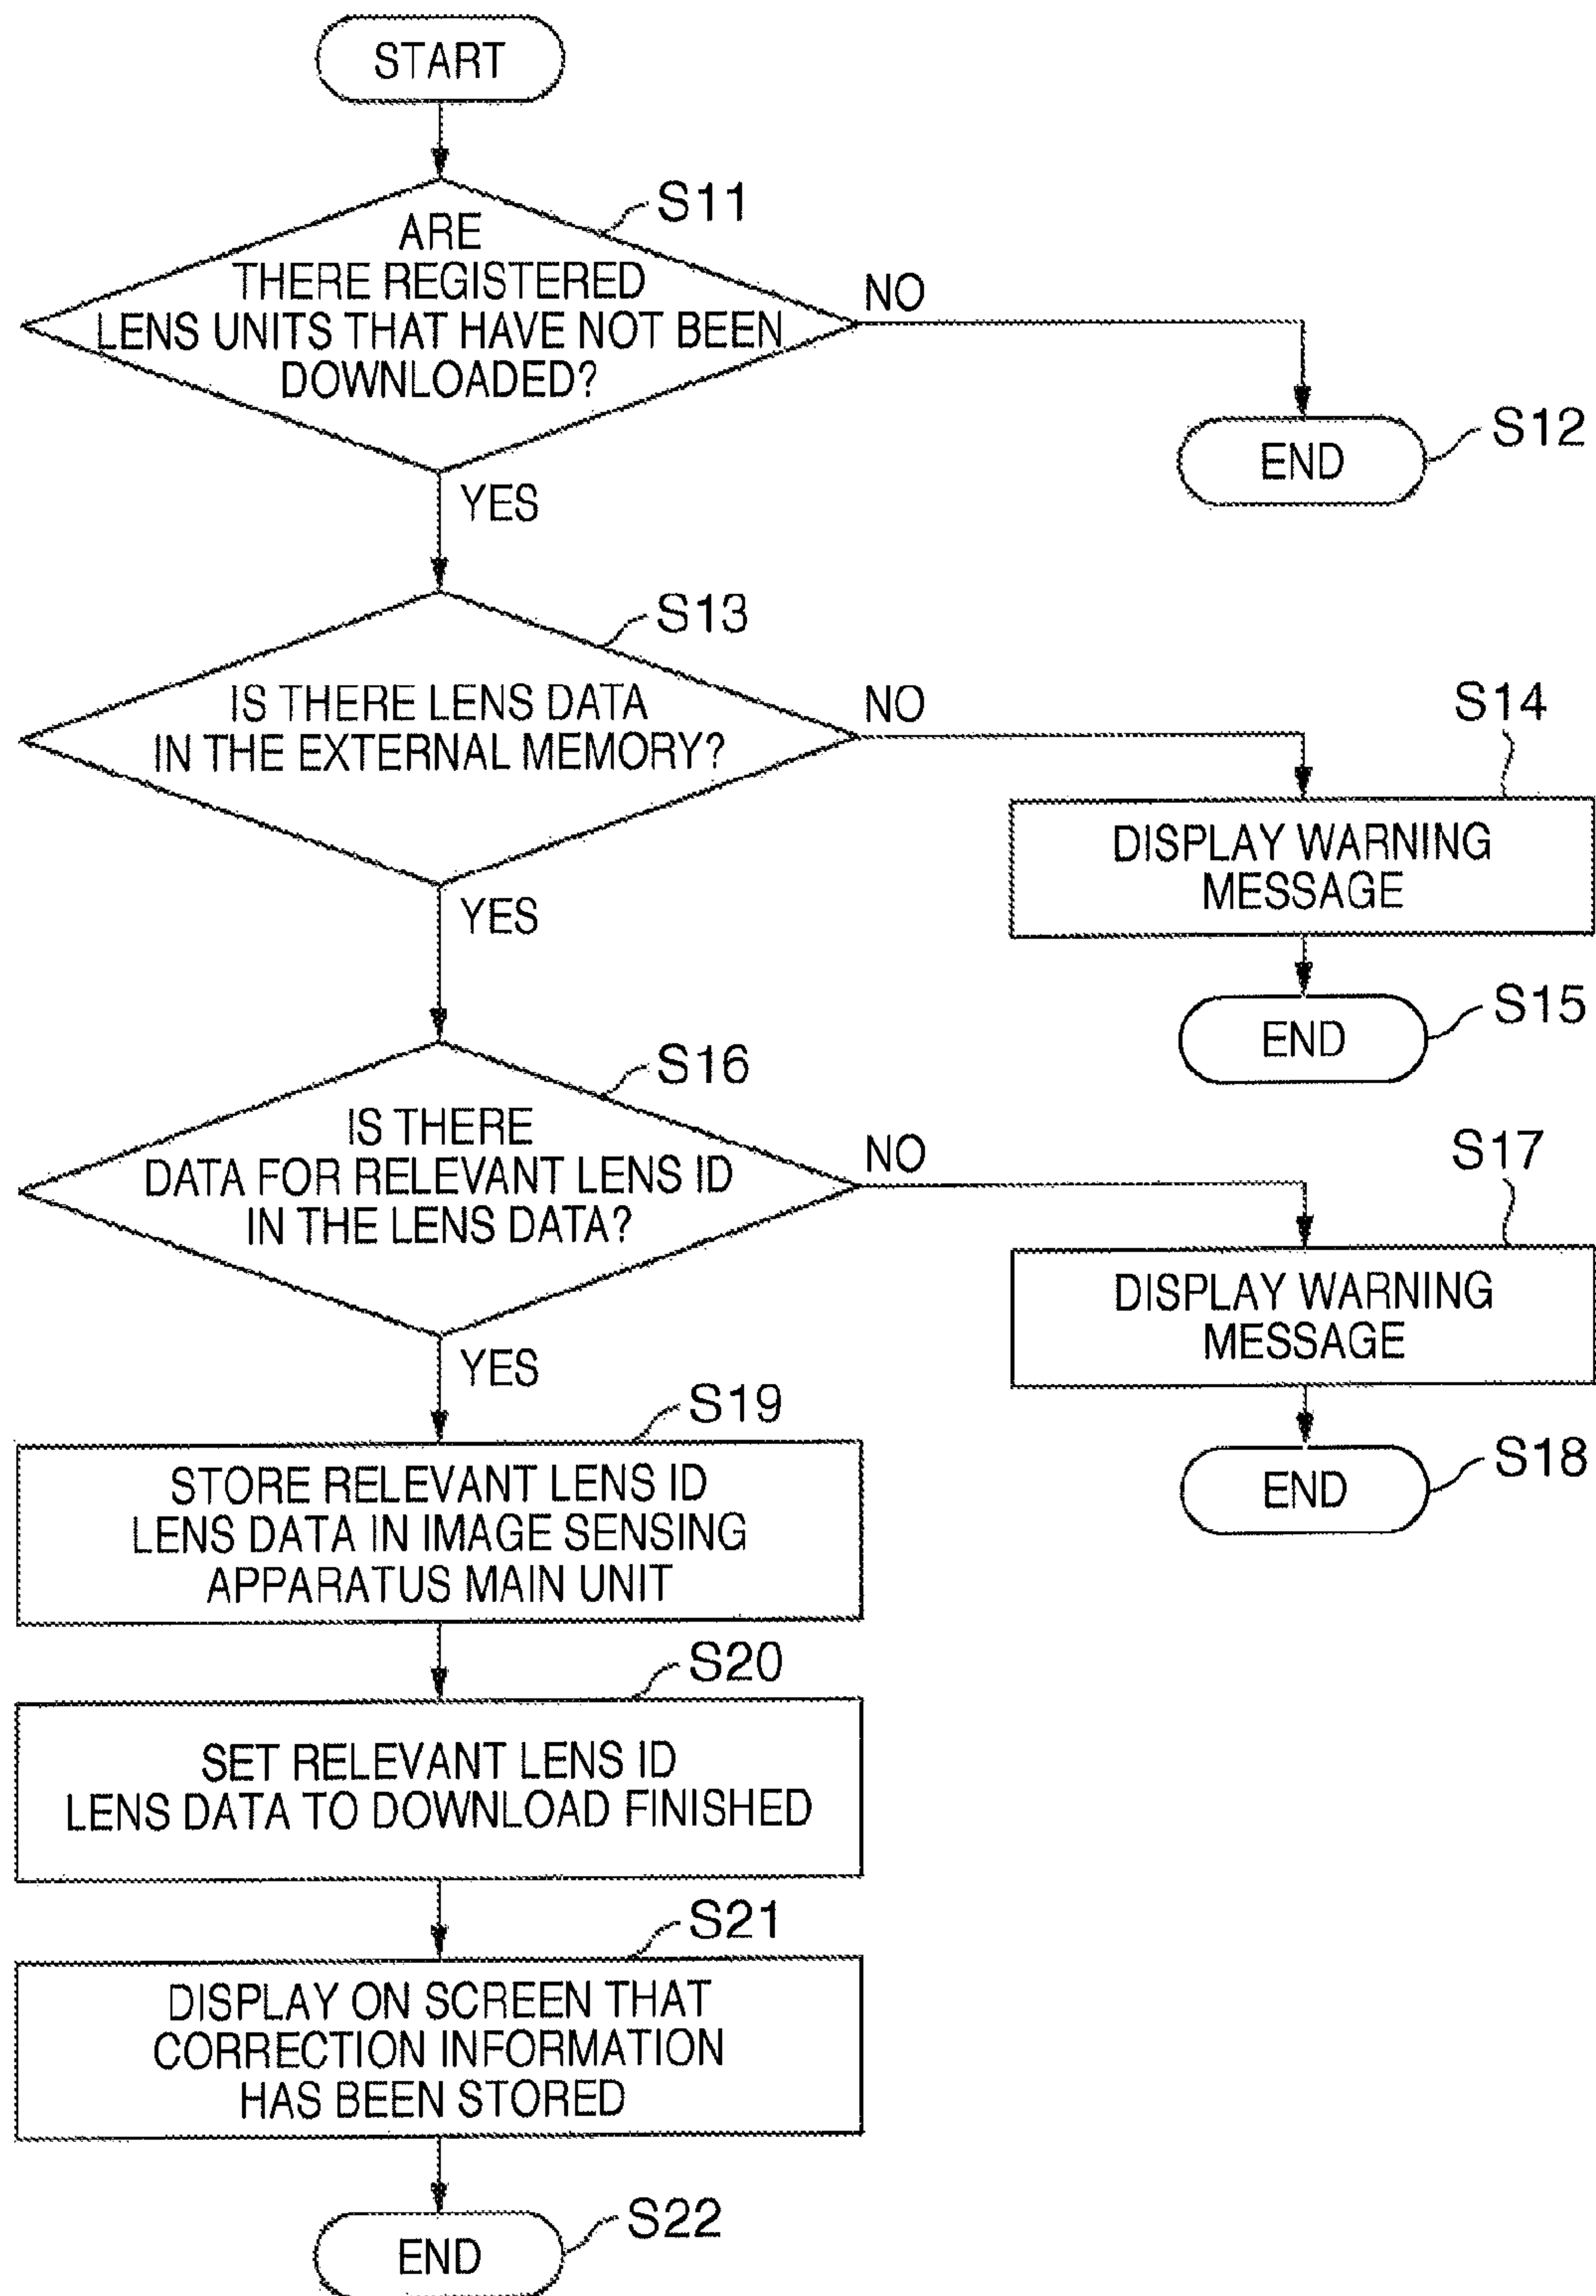 START
S11
ARE
THERE REGISTERED
LENS UNITS THAT HAVE NOT BEEN
DOWNLOADED?
NO
S12
END
YES
S13
IS THERE LENS DATA
IN THE EXTERNAL MEMORY?
NO
S14
DISPLAY WARNING
MESSAGE
YES
S15
END
S16
IS THERE
DATA FOR RELEVANT LENS ID
IN THE LENS DATA?
NO
S17
DISPLAY WARNING
MESSAGE
YES
S18
END
S19
STORE RELEVANT LENS ID
LENS DATA IN IMAGE SENSING
APPARATUS MAIN UNIT
S20
SET RELEVANT LENS ID
LENS DATA TO DOWNLOAD FINISHED
S21
DISPLAY ON SCREEN THAT
CORRECTION INFORMATION
HAS BEEN STORED
S22
END